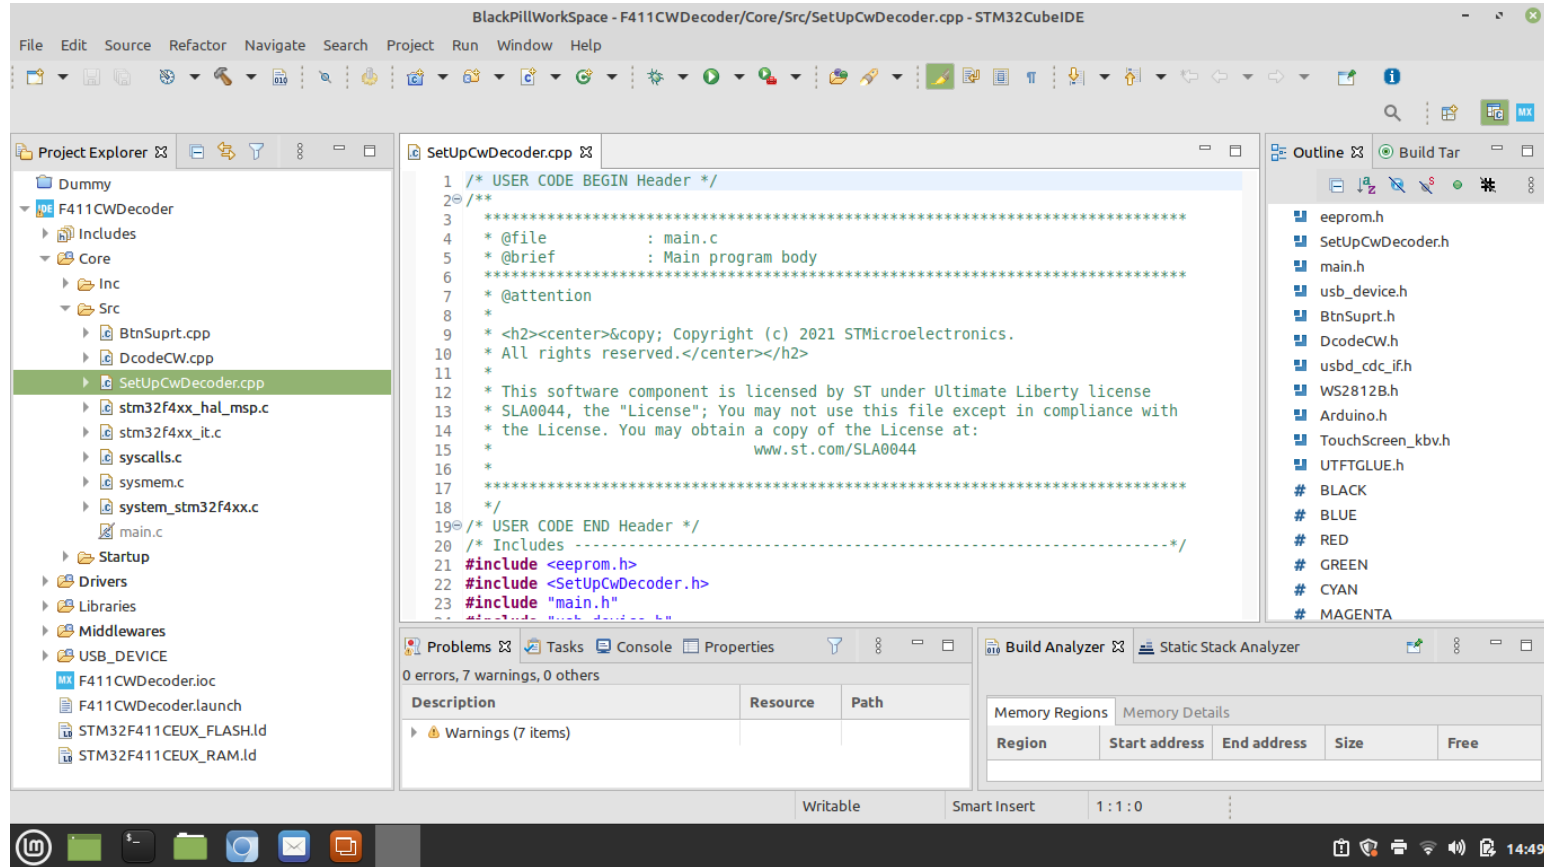 BlackPillWorkSpace - F411CWDecoder/Core/Src/SetUpCwDecoder.cpp - STM32CubeIDE
File Edit Source Refactor Navigate Search Project Run Window Help
Project Explorer
Dummy
F411CWDecoder
Includes
Core
Inc
Src
BtnSuprt.cpp
DcodeCW.cpp
SetUpCwDecoder.cpp
stm32f4xx_hal_msp.c
stm32f4xx_it.c
syscalls.c
sysmem.c
system_stm32f4xx.c
main.c
Startup
Drivers
Libraries
Middlewares
USB_DEVICE
F411CWDecoder.ioc
F411CWDecoder.launch
STM32F411CEUX_FLASH.ld
STM32F411CEUX_RAM.ld
SetUpCwDecoder.cpp
1 /* USER CODE BEGIN Header */
2 /**
3 ******************************************************************************
4 * @file : main.c
5 * @brief : Main program body
6 ******************************************************************************
7 * @attention
8 *
9 * <h2><center>&copy; Copyright (c) 2021 STMicroelectronics.
10 * All rights reserved.</center></h2>
11 *
12 * This software component is licensed by ST under Ultimate Liberty license
13 * SLA0044, the "License"; You may not use this file except in compliance with
14 * the License. You may obtain a copy of the License at:
15 * www.st.com/SLA0044
16 *
17 ******************************************************************************
18 */
19 /* USER CODE END Header */
20 /* Includes ------------------------------------------------------------------*/
21 #include <eeprom.h>
22 #include <SetUpCwDecoder.h>
23 #include "main.h"
24 #include "usb_device.h"
Outline Build Tar
eeprom.h
SetUpCwDecoder.h
main.h
usb_device.h
BtnSuprt.h
DcodeCW.h
usbd_cdc_if.h
WS2812B.h
Arduino.h
TouchScreen_kbv.h
UTFTGLUE.h
# BLACK
# BLUE
# RED
# GREEN
# CYAN
# MAGENTA
Problems Tasks Console Properties
0 errors, 7 warnings, 0 others
Description Resource Path
Warnings (7 items)
Build Analyzer Static Stack Analyzer
Memory Regions Memory Details
Region Start address End address Size Free
Writable Smart Insert 1 : 1 : 0
14:49